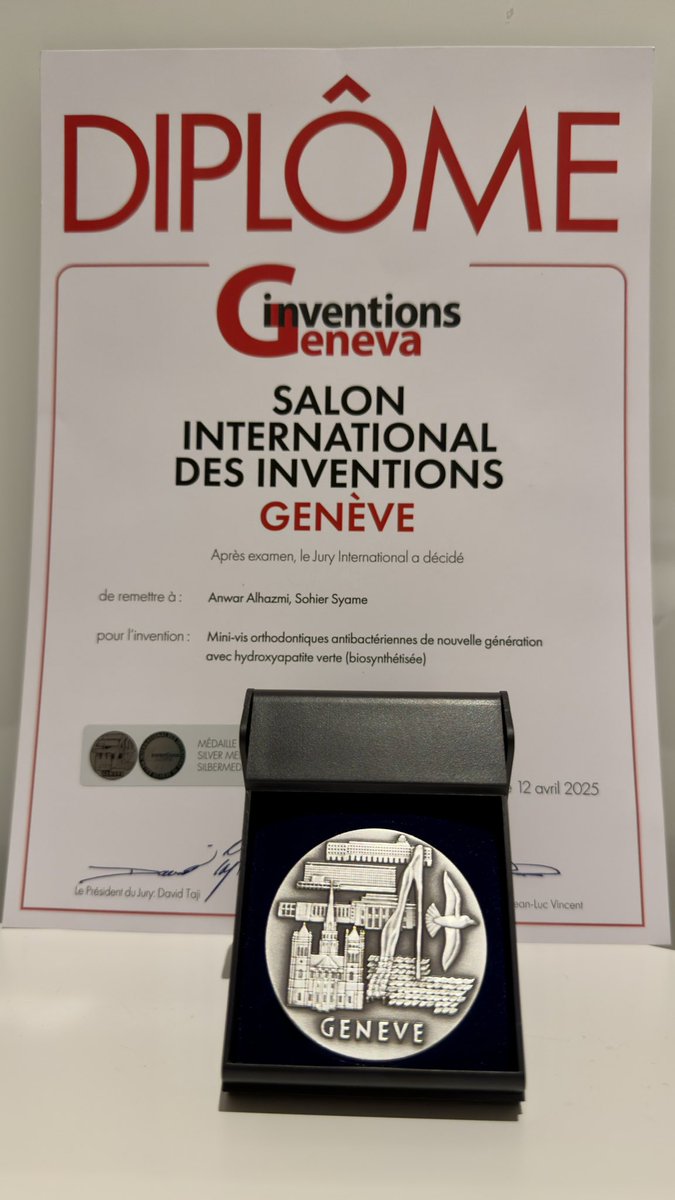 DIPLÔME
inventions
Geneva
SALON
INTERNATIONAL
DES INVENTIONS
GENÈVE
Après examen, le Jury International a décidé
de remettre à : Anwar Alhazmi, Sohier Syame
pour l'invention : Mini-vis orthodontiques antibactériennes de nouvelle génération
avec hydroxyapatite verte (biosynthétisée)
MÉDAILLE
SILVER ME
SILBERMED
12 avril 2025
Le Président du Jury: David Taji
ean-Luc Vincent
GENEVE